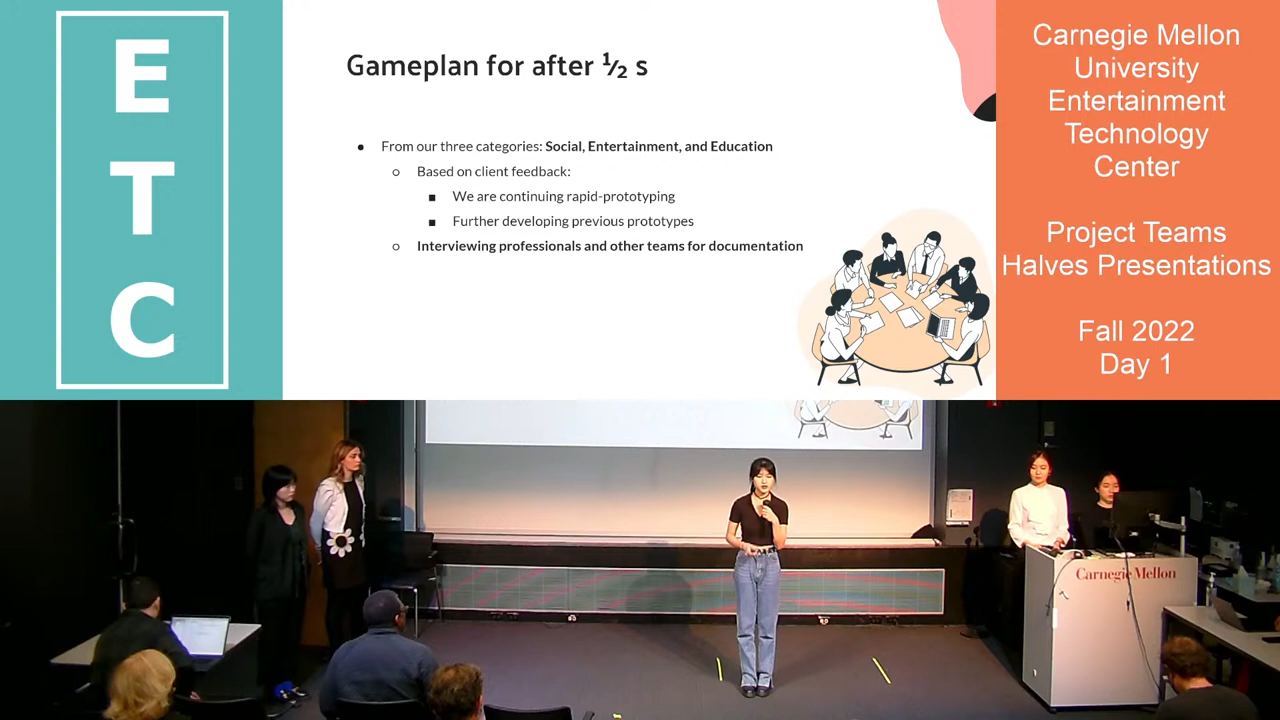 E
T
C
Gameplan for after ½ s
● From our three categories: Social, Entertainment, and Education
○ Based on client feedback:
■ We are continuing rapid-prototyping
■ Further developing previous prototypes
○ Interviewing professionals and other teams for documentation
Carnegie Mellon
University
Entertainment
Technology
Center
Project Teams
Halves Presentations
Fall 2022
Day 1
Carnegie Mellon